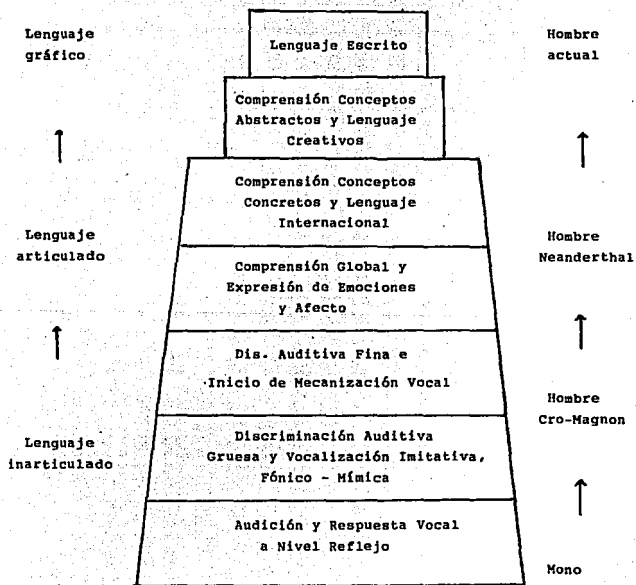 Lenguaje
gráfico
Lenguaje
articulado
Lenguaje
inarticulado
Lenguaje Escrito
Comprensión Conceptos
Abstractos y Lenguaje
Creativos
Comprensión Conceptos
Concretos y Lenguaje
Internacional
Comprensión Global y
Expresión de Emociones
y Afecto
Dis. Auditiva Fina e
Inicio de Mecanización Vocal
Discriminación Auditiva
Gruesa y Vocalización Imitativa,
Fónico - Mímica
Audición y Respuesta Vocal
a Nivel Reflejo
Hombre
actual
Hombre
Neanderthal
Hombre
Cro-Magnon
Mono